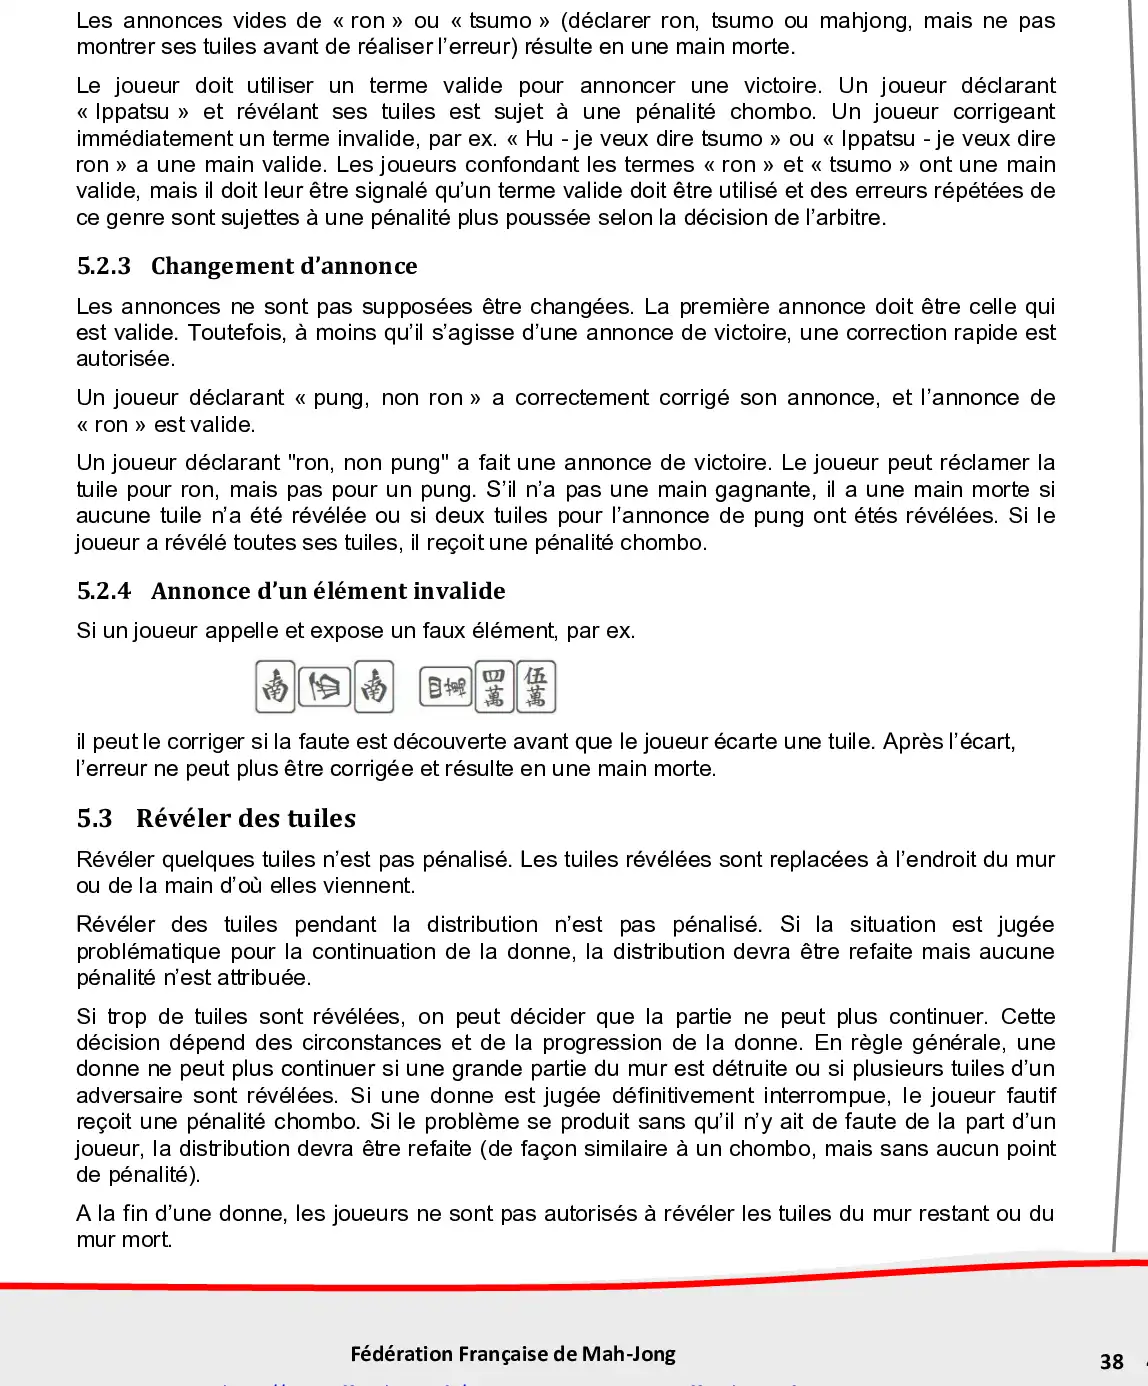 Les annonces vides de « ron » ou « tsumo » (déclarer ron, tsumo ou mahjong, mais ne pas
montrer ses tuiles avant de réaliser l’erreur) résulte en une main morte.
Le joueur doit utiliser un terme valide pour annoncer une victoire. Un joueur déclarant
« Ippatsu » et révélant ses tuiles est sujet à une pénalité chombo. Un joueur corrigeant
immédiatement un terme invalide, par ex. « Hu - je veux dire tsumo » ou « Ippatsu - je veux dire
ron » a une main valide. Les joueurs confondant les termes « ron » et « tsumo » ont une main
valide, mais il doit leur être signalé qu’un terme valide doit être utilisé et des erreurs répétées de
ce genre sont sujettes à une pénalité plus poussée selon la décision de l’arbitre.
5.2.3 Changement d’annonce
Les annonces ne sont pas supposées être changées. La première annonce doit être celle qui
est valide. Toutefois, à moins qu’il s’agisse d’une annonce de victoire, une correction rapide est
autorisée.
Un joueur déclarant « pung, non ron » a correctement corrigé son annonce, et l’annonce de
« ron » est valide.
Un joueur déclarant "ron, non pung" a fait une annonce de victoire. Le joueur peut réclamer la
tuile pour ron, mais pas pour un pung. S’il n’a pas une main gagnante, il a une main morte si
aucune tuile n’a été révélée ou si deux tuiles pour l’annonce de pung ont étés révélées. Si le
joueur a révélé toutes ses tuiles, il reçoit une pénalité chombo.
5.2.4 Annonce d’un élément invalide
Si un joueur appelle et expose un faux élément, par ex.
南 南 四萬 伍萬
il peut le corriger si la faute est découverte avant que le joueur écarte une tuile. Après l’écart,
l’erreur ne peut plus être corrigée et résulte en une main morte.
5.3 Révéler des tuiles
Révéler quelques tuiles n’est pas pénalisé. Les tuiles révélées sont replacées à l’endroit du mur
ou de la main d’où elles viennent.
Révéler des tuiles pendant la distribution n’est pas pénalisé. Si la situation est jugée
problématique pour la continuation de la donne, la distribution devra être refaite mais aucune
pénalité n’est attribuée.
Si trop de tuiles sont révélées, on peut décider que la partie ne peut plus continuer. Cette
décision dépend des circonstances et de la progression de la donne. En règle générale, une
donne ne peut plus continuer si une grande partie du mur est détruite ou si plusieurs tuiles d’un
adversaire sont révélées. Si une donne est jugée définitivement interrompue, le joueur fautif
reçoit une pénalité chombo. Si le problème se produit sans qu’il n’y ait de faute de la part d’un
joueur, la distribution devra être refaite (de façon similaire à un chombo, mais sans aucun point
de pénalité).
A la fin d’une donne, les joueurs ne sont pas autorisés à révéler les tuiles du mur restant ou du
mur mort.
Fédération Française de Mah-Jong
38